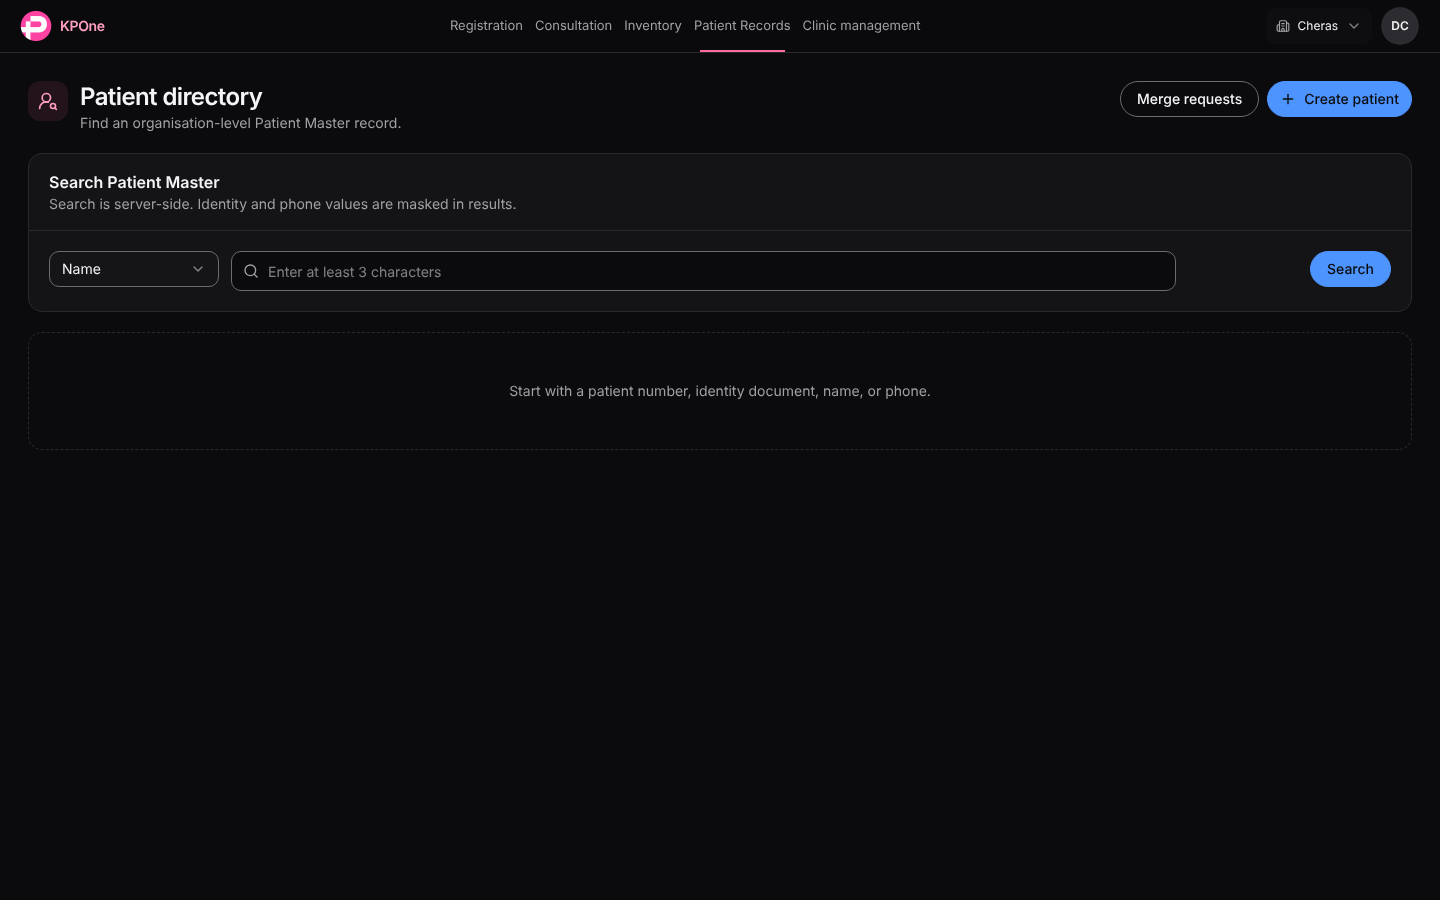 KPOne
Registration Consultation Inventory Patient Records Clinic management
Cheras
DC
Patient directory
Find an organisation-level Patient Master record.
Merge requests
Create patient
Search Patient Master
Search is server-side. Identity and phone values are masked in results.
Name
Enter at least 3 characters
Search
Start with a patient number, identity document, name, or phone.